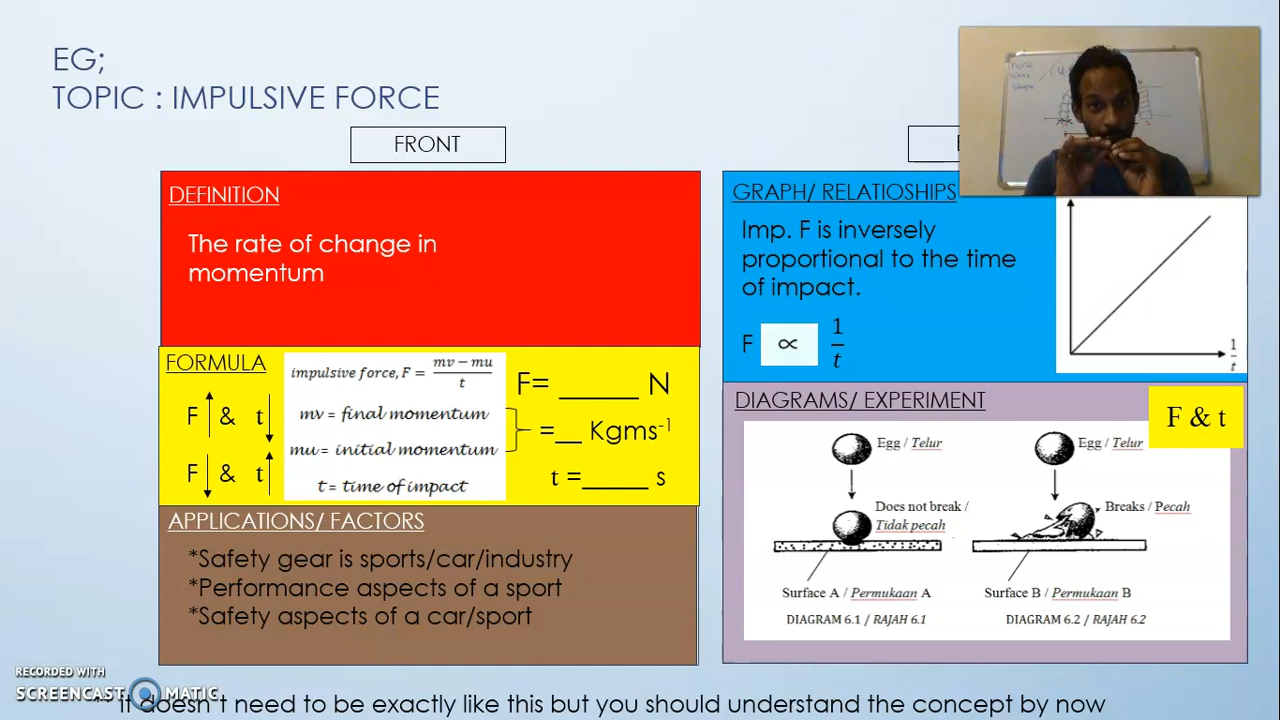 EG;
TOPIC : IMPULSIVE FORCE
FRONT
DEFINITION
The rate of change in
momentum
FORMULA
F & t
F & t
impulsive force, F = mv − mu / t
mv = final momentum
mu = initial momentum
t = time of impact
F= ______ N
=__ Kgms-1
t =_____ s
APPLICATIONS/ FACTORS
*Safety gear is sports/car/industry
*Performance aspects of a sport
*Safety aspects of a car/sport
GRAPH/ RELATIOSHIPS
Imp. F is inversely
proportional to the time
of impact.
F ∝ 1/t
1/t
DIAGRAMS/ EXPERIMENT
F & t
Egg / Telur
Does not break /
Tidak pecah
Surface A / Permukaan A
DIAGRAM 6.1 / RAJAH 6.1
Egg / Telur
Breaks / Pecah
Surface B / Permukaan B
DIAGRAM 6.2 / RAJAH 6.2
RECORDED WITH
SCREENCAST MATIC
It doesn't need to be exactly like this but you should understand the concept by now